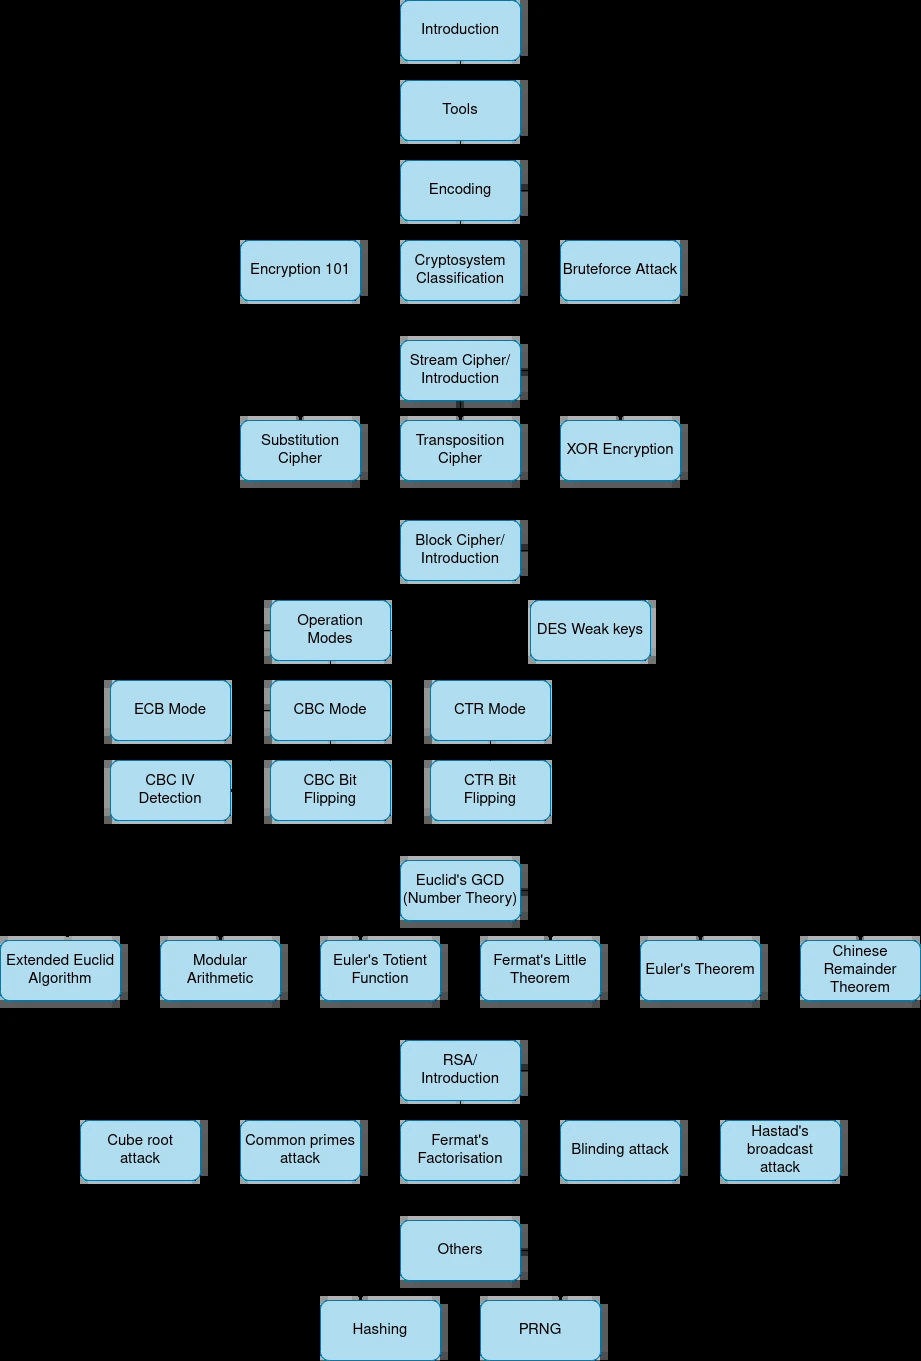 Introduction
Tools
Encoding
Encryption 101
Cryptosystem
Classification
Bruteforce Attack
Stream Cipher/
Introduction
Substitution
Cipher
Transposition
Cipher
XOR Encryption
Block Cipher/
Introduction
Operation
Modes
DES Weak keys
ECB Mode
CBC Mode
CTR Mode
CBC IV
Detection
CBC Bit
Flipping
CTR Bit
Flipping
Euclid's GCD
(Number Theory)
Extended Euclid
Algorithm
Modular
Arithmetic
Euler's Totient
Function
Fermat's Little
Theorem
Euler's Theorem
Chinese
Remainder
Theorem
RSA/
Introduction
Cube root
attack
Common primes
attack
Fermat's
Factorisation
Blinding attack
Hastad's
broadcast
attack
Others
Hashing
PRNG